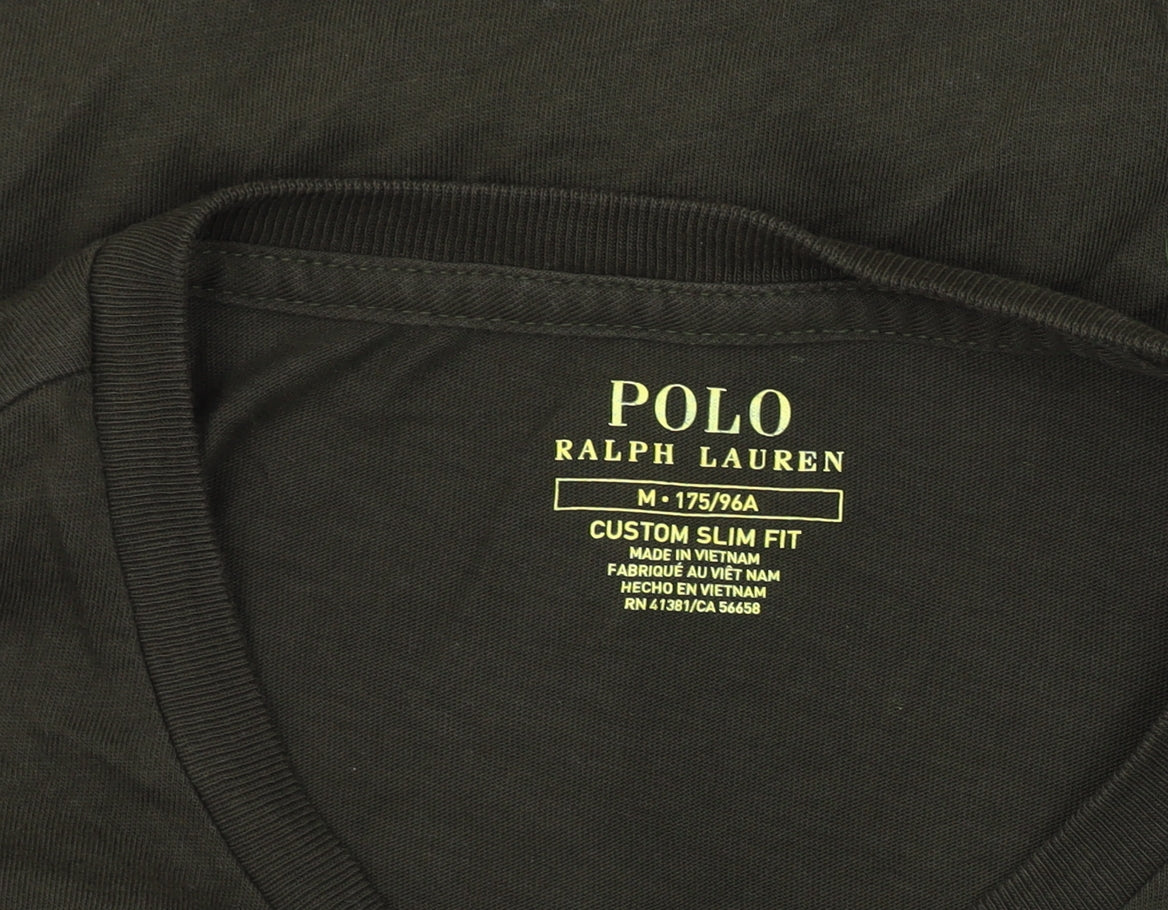 POLO
RALPH LAUREN
M • 175/96A
CUSTOM SLIM FIT
MADE IN VIETNAM
FABRIQUÉ AU VIÊT NAM
HECHO EN VIETNAM
RN 41381/CA 56658